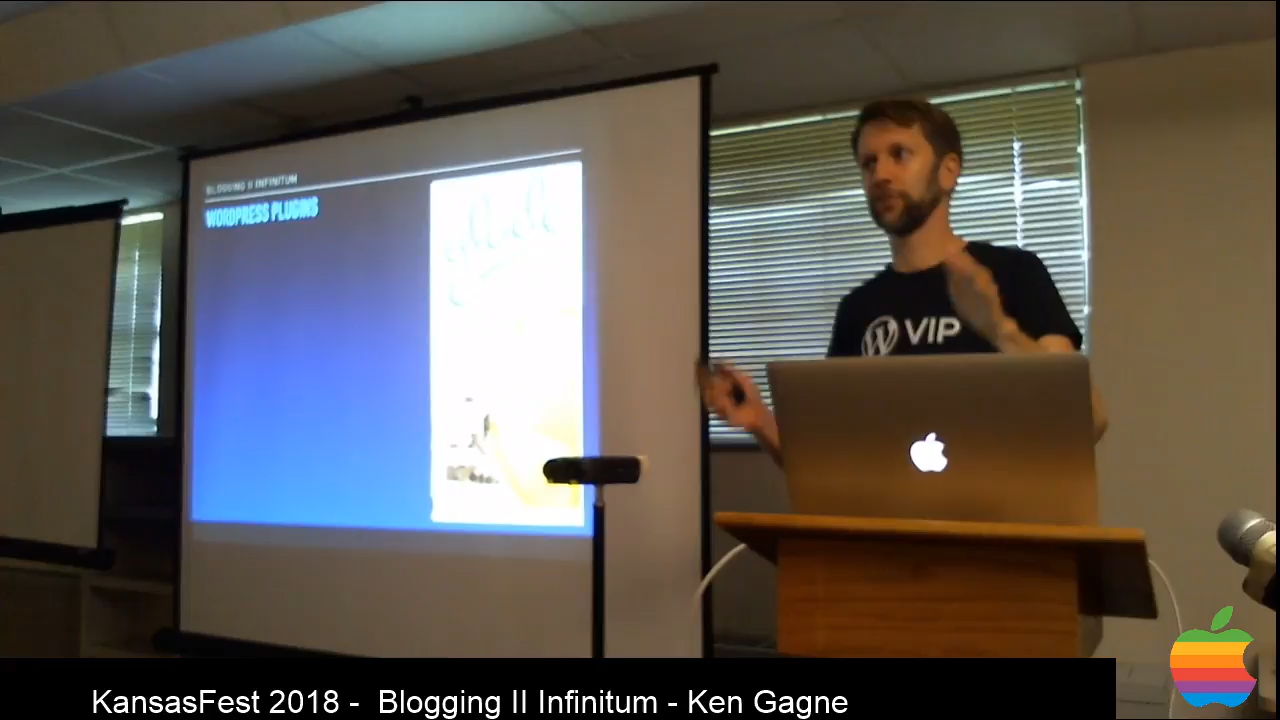 BLOGGING II INFINITUM
WORDPRESS PLUGINS
VIP
KansasFest 2018 - Blogging II Infinitum - Ken Gagne